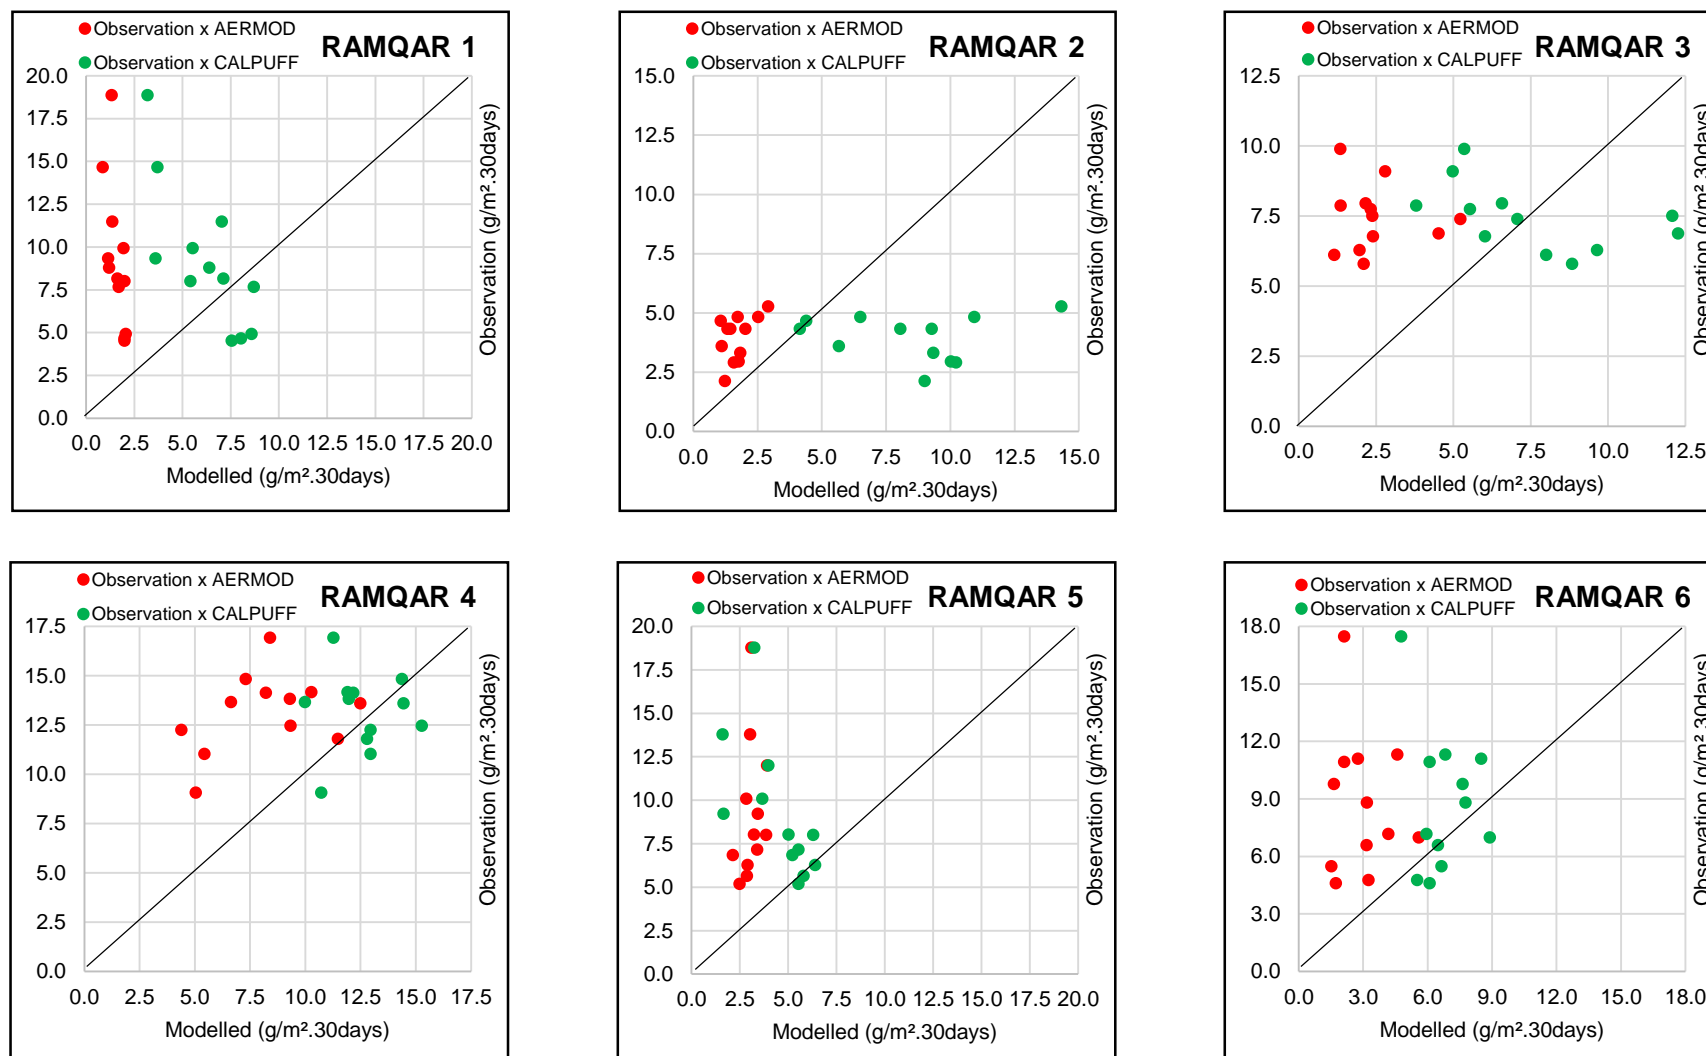 Observation x AERMOD
Observation x CALPUFF
RAMQAR 1
20.0
17.5
15.0
12.5
10.0
7.5
5.0
2.5
0.0
0.0 2.5 5.0 7.5 10.0 12.5 15.0 17.5 20.0
Modelled (g/m².30days)
Observation (g/m².30days)
Observation x AERMOD
Observation x CALPUFF
RAMQAR 2
15.0
12.5
10.0
7.5
5.0
2.5
0.0
0.0 2.5 5.0 7.5 10.0 12.5 15.0
Modelled (g/m².30days)
Observation (g/m².30days)
Observation x AERMOD
Observation x CALPUFF
RAMQAR 3
12.5
10.0
7.5
5.0
2.5
0.0
0.0 2.5 5.0 7.5 10.0 12.5
Modelled (g/m².30days)
Observation (g/m².30days)
Observation x AERMOD
Observation x CALPUFF
RAMQAR 4
17.5
15.0
12.5
10.0
7.5
5.0
2.5
0.0
0.0 2.5 5.0 7.5 10.0 12.5 15.0 17.5
Modelled (g/m².30days)
Observation (g/m².30days)
Observation x AERMOD
Observation x CALPUFF
RAMQAR 5
20.0
17.5
15.0
12.5
10.0
7.5
5.0
2.5
0.0
0.0 2.5 5.0 7.5 10.0 12.5 15.0 17.5 20.0
Modelled (g/m².30days)
Observation (g/m².30days)
Observation x AERMOD
Observation x CALPUFF
RAMQAR 6
18.0
15.0
12.0
9.0
6.0
3.0
0.0
0.0 3.0 6.0 9.0 12.0 15.0 18.0
Modelled (g/m².30days)
Observation (g/m².30days)